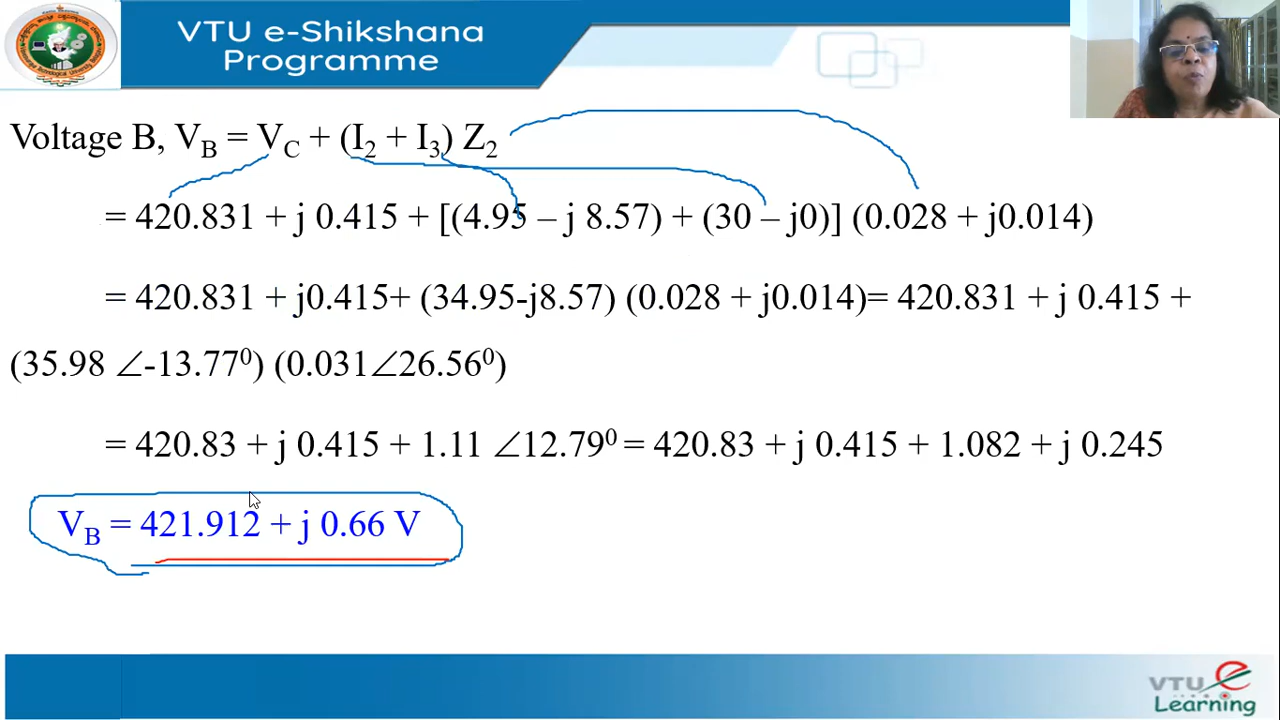 VTU e-Shikshana
Programme
Voltage B, V_B = V_C + (I_2 + I_3) Z_2
= 420.831 + j 0.415 + [(4.95 – j 8.57) + (30 – j0)] (0.028 + j0.014)
= 420.831 + j0.415+ (34.95-j8.57) (0.028 + j0.014)= 420.831 + j 0.415 +
(35.98 ∠-13.77⁰) (0.031∠26.56⁰)
= 420.83 + j 0.415 + 1.11 ∠12.79⁰ = 420.83 + j 0.415 + 1.082 + j 0.245
V_B = 421.912 + j 0.66 V
VTU e
Learning